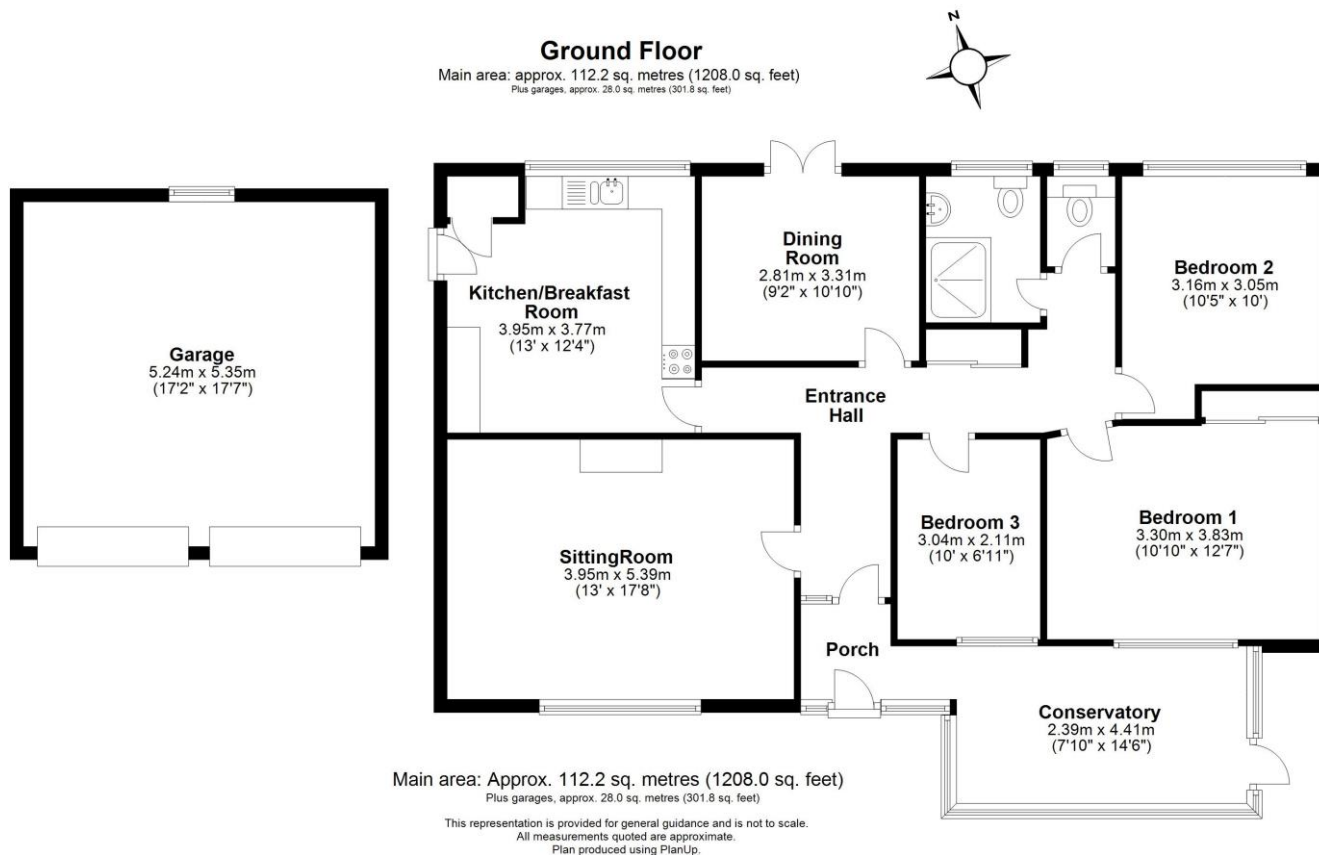 N
Ground Floor
Main area: approx. 112.2 sq. metres (1208.0 sq. feet)
Plus garages, approx. 28.0 sq. metres (301.8 sq. feet)
Garage
5.24m x 5.35m
(17'2" x 17'7")
Kitchen/Breakfast
Room
3.95m x 3.77m
(13' x 12'4")
Dining
Room
2.81m x 3.31m
(9'2" x 10'10")
Bedroom 2
3.16m x 3.05m
(10'5" x 10')
Entrance
Hall
SittingRoom
3.95m x 5.39m
(13' x 17'8")
Bedroom 3
3.04m x 2.11m
(10' x 6'11")
Bedroom 1
3.30m x 3.83m
(10'10" x 12'7")
Porch
Conservatory
2.39m x 4.41m
(7'10" x 14'6")
Main area: Approx. 112.2 sq. metres (1208.0 sq. feet)
Plus garages, approx. 28.0 sq. metres (301.8 sq. feet)
This representation is provided for general guidance and is not to scale.
All measurements quoted are approximate.
Plan produced using PlanUp.